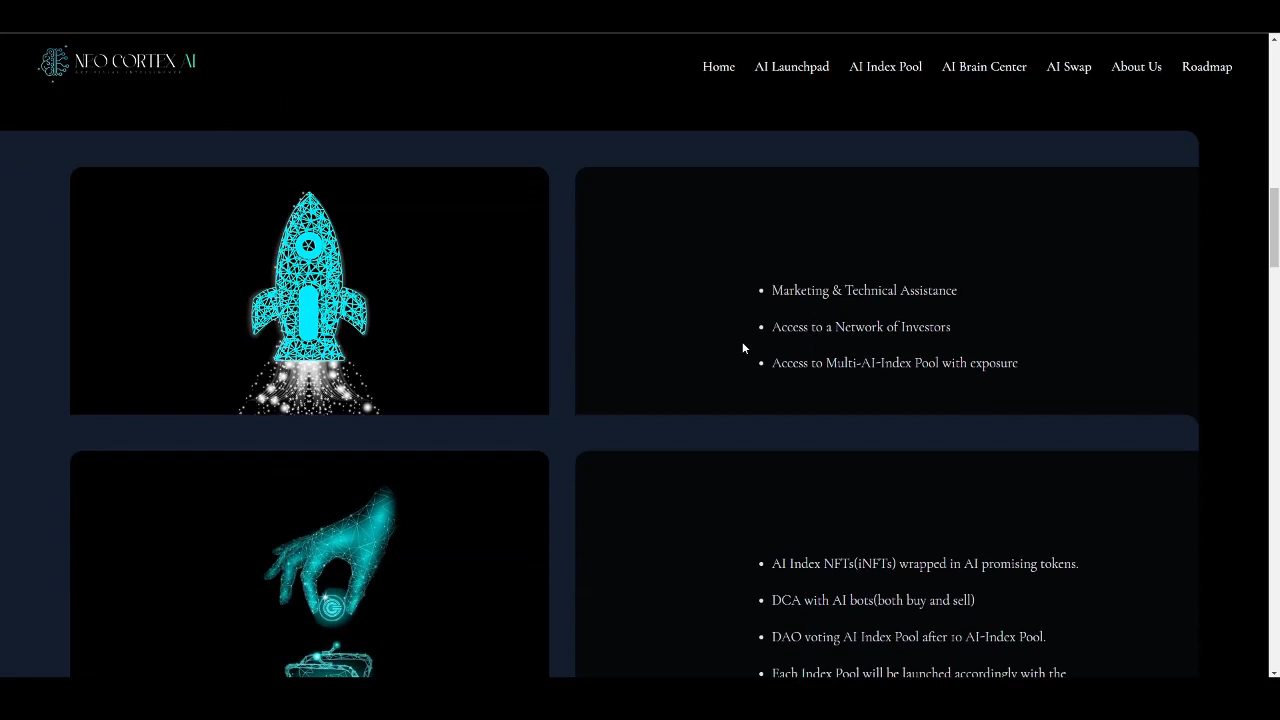 NEO CORTEX AI
ARTIFICIAL INTELLIGENCE
Home AI Launchpad AI Index Pool AI Brain Center AI Swap About Us Roadmap
• Marketing & Technical Assistance
• Access to a Network of Investors
• Access to Multi-AI-Index Pool with exposure
• AI Index NFTs(iNFTs) wrapped in AI promising tokens.
• DCA with AI bots(both buy and sell)
• DAO voting AI Index Pool after 10 AI-Index Pool.
• Each Index Pool will be launched accordingly with the